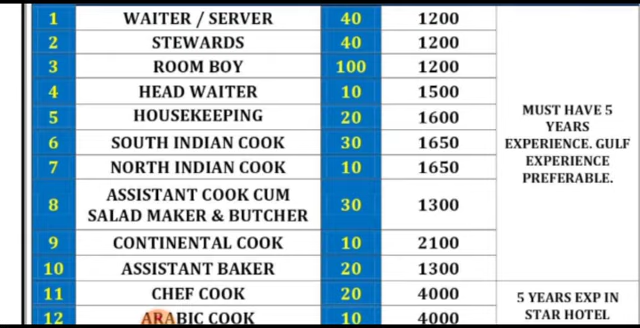 1 WAITER / SERVER 40 1200
2 STEWARDS 40 1200
3 ROOM BOY 100 1200
4 HEAD WAITER 10 1500
5 HOUSEKEEPING 20 1600
6 SOUTH INDIAN COOK 30 1650
7 NORTH INDIAN COOK 10 1650
8 ASSISTANT COOK CUM
SALAD MAKER & BUTCHER 30 1300
9 CONTINENTAL COOK 10 2100
10 ASSISTANT BAKER 20 1300
MUST HAVE 5
YEARS
EXPERIENCE. GULF
EXPERIENCE
PREFERABLE.
11 CHEF COOK 20 4000
12 ARABIC COOK 10 4000
5 YEARS EXP IN
STAR HOTEL